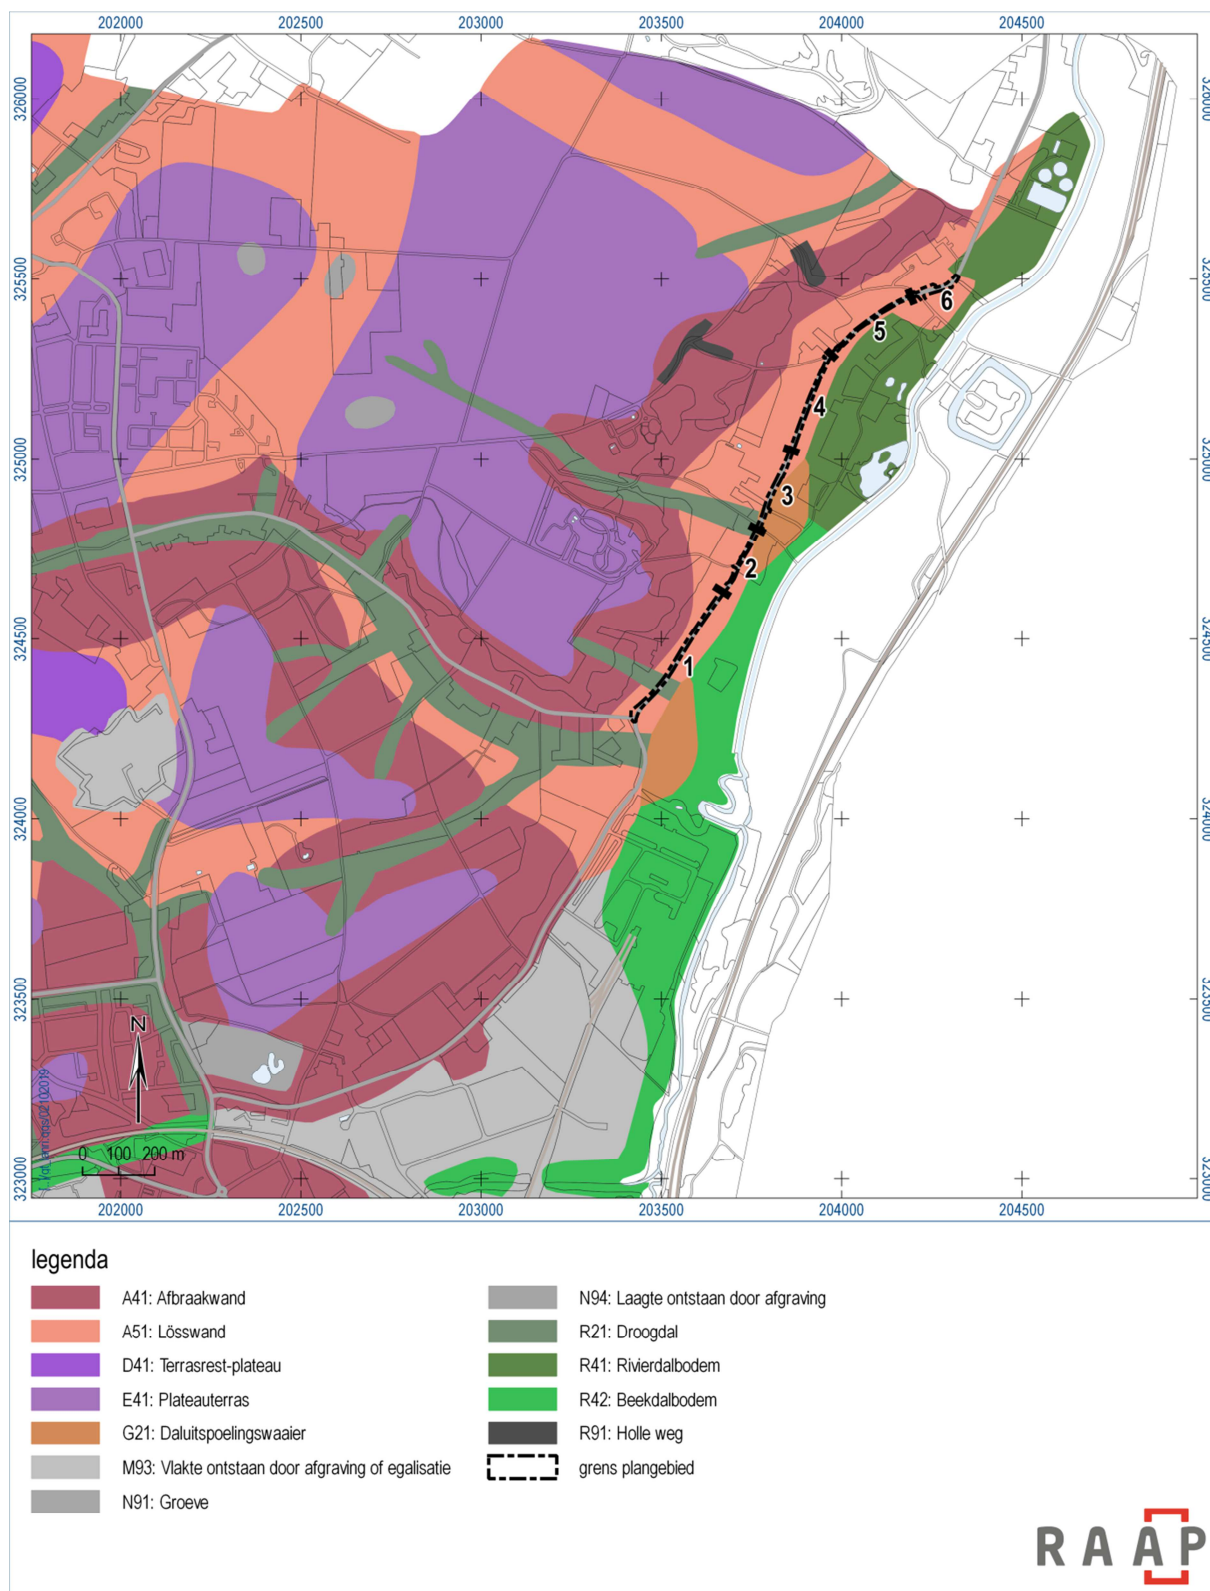 202000 202500 203000 203500 204000 204500
326000
325500
325000
324500
324000
323500
323000
6
5
4
3
2
1
N
0 100 200 m
202000 202500 203000 203500 204000 204500
legenda
A41: Afbraakwand
A51: Lösswand
D41: Terrasrest-plateau
E41: Plateauterras
G21: Daluitspoelingswaaier
M93: Vlakte ontstaan door afgraving of egalisatie
N91: Groeve
N94: Laagte ontstaan door afgraving
R21: Droogdal
R41: Rivierdalbodem
R42: Beekdalbodem
R91: Holle weg
grens plangebied
RAAP